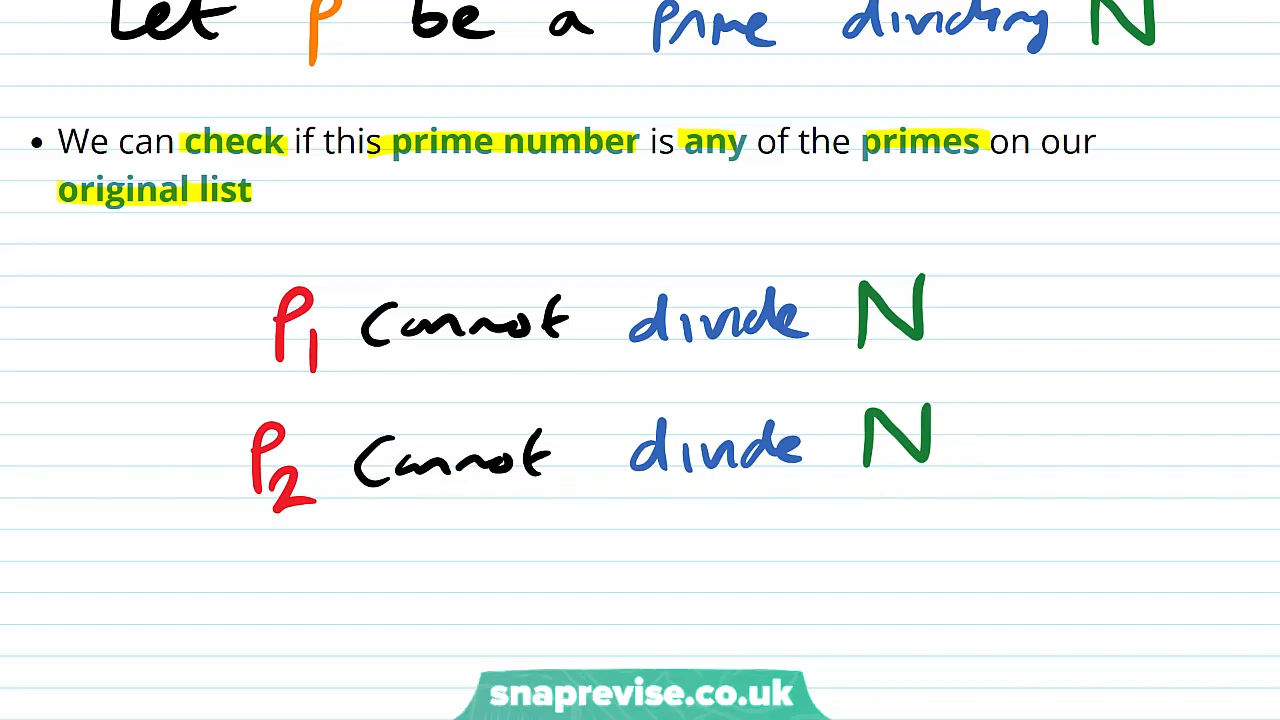 Let p be a prime dividing N
• We can check if this prime number is any of the primes on our
original list
P1 cannot divide N
P2 cannot divide N
snaprevise.co.uk